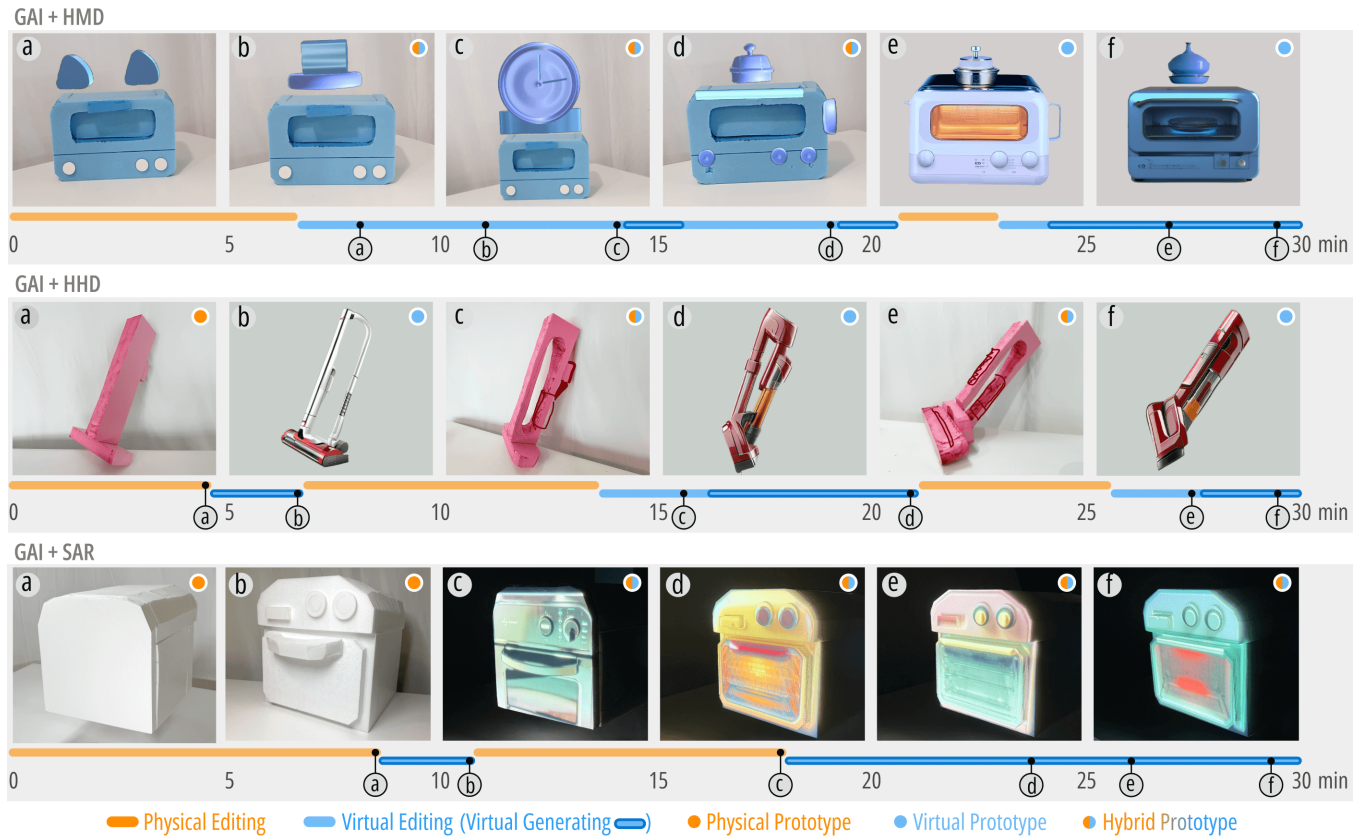 GAI + HMD
a b c d e f
0 5 10 15 20 25 30 min
a b c d e f
GAI + HHD
a b c d e f
0 5 10 15 20 25 30 min
a b c d e f
GAI + SAR
a b c d e f
0 5 10 15 20 25 30 min
a b c d e f
Physical Editing Virtual Editing (Virtual Generating ) Physical Prototype Virtual Prototype Hybrid Prototype